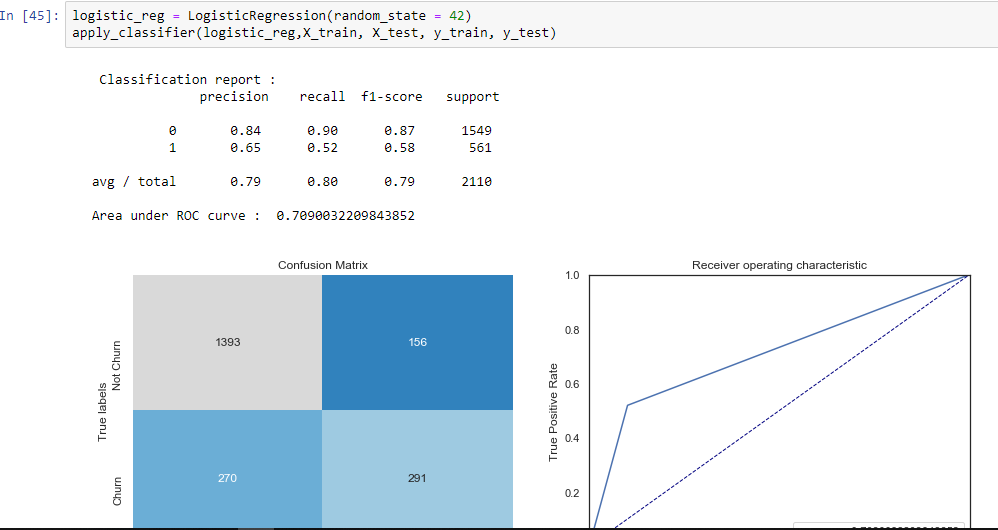 In [45]: logistic_reg = LogisticRegression(random_state = 42)
apply_classifier(logistic_reg,X_train, X_test, y_train, y_test)
Classification report :
precision recall f1-score support
0 0.84 0.90 0.87 1549
1 0.65 0.52 0.58 561
avg / total 0.79 0.80 0.79 2110
Area under ROC curve : 0.7090032209843852
Confusion Matrix
1393 156
270 291
True labels
Not Churn
Churn
Receiver operating characteristic
True Positive Rate
1.0
0.8
0.6
0.4
0.2